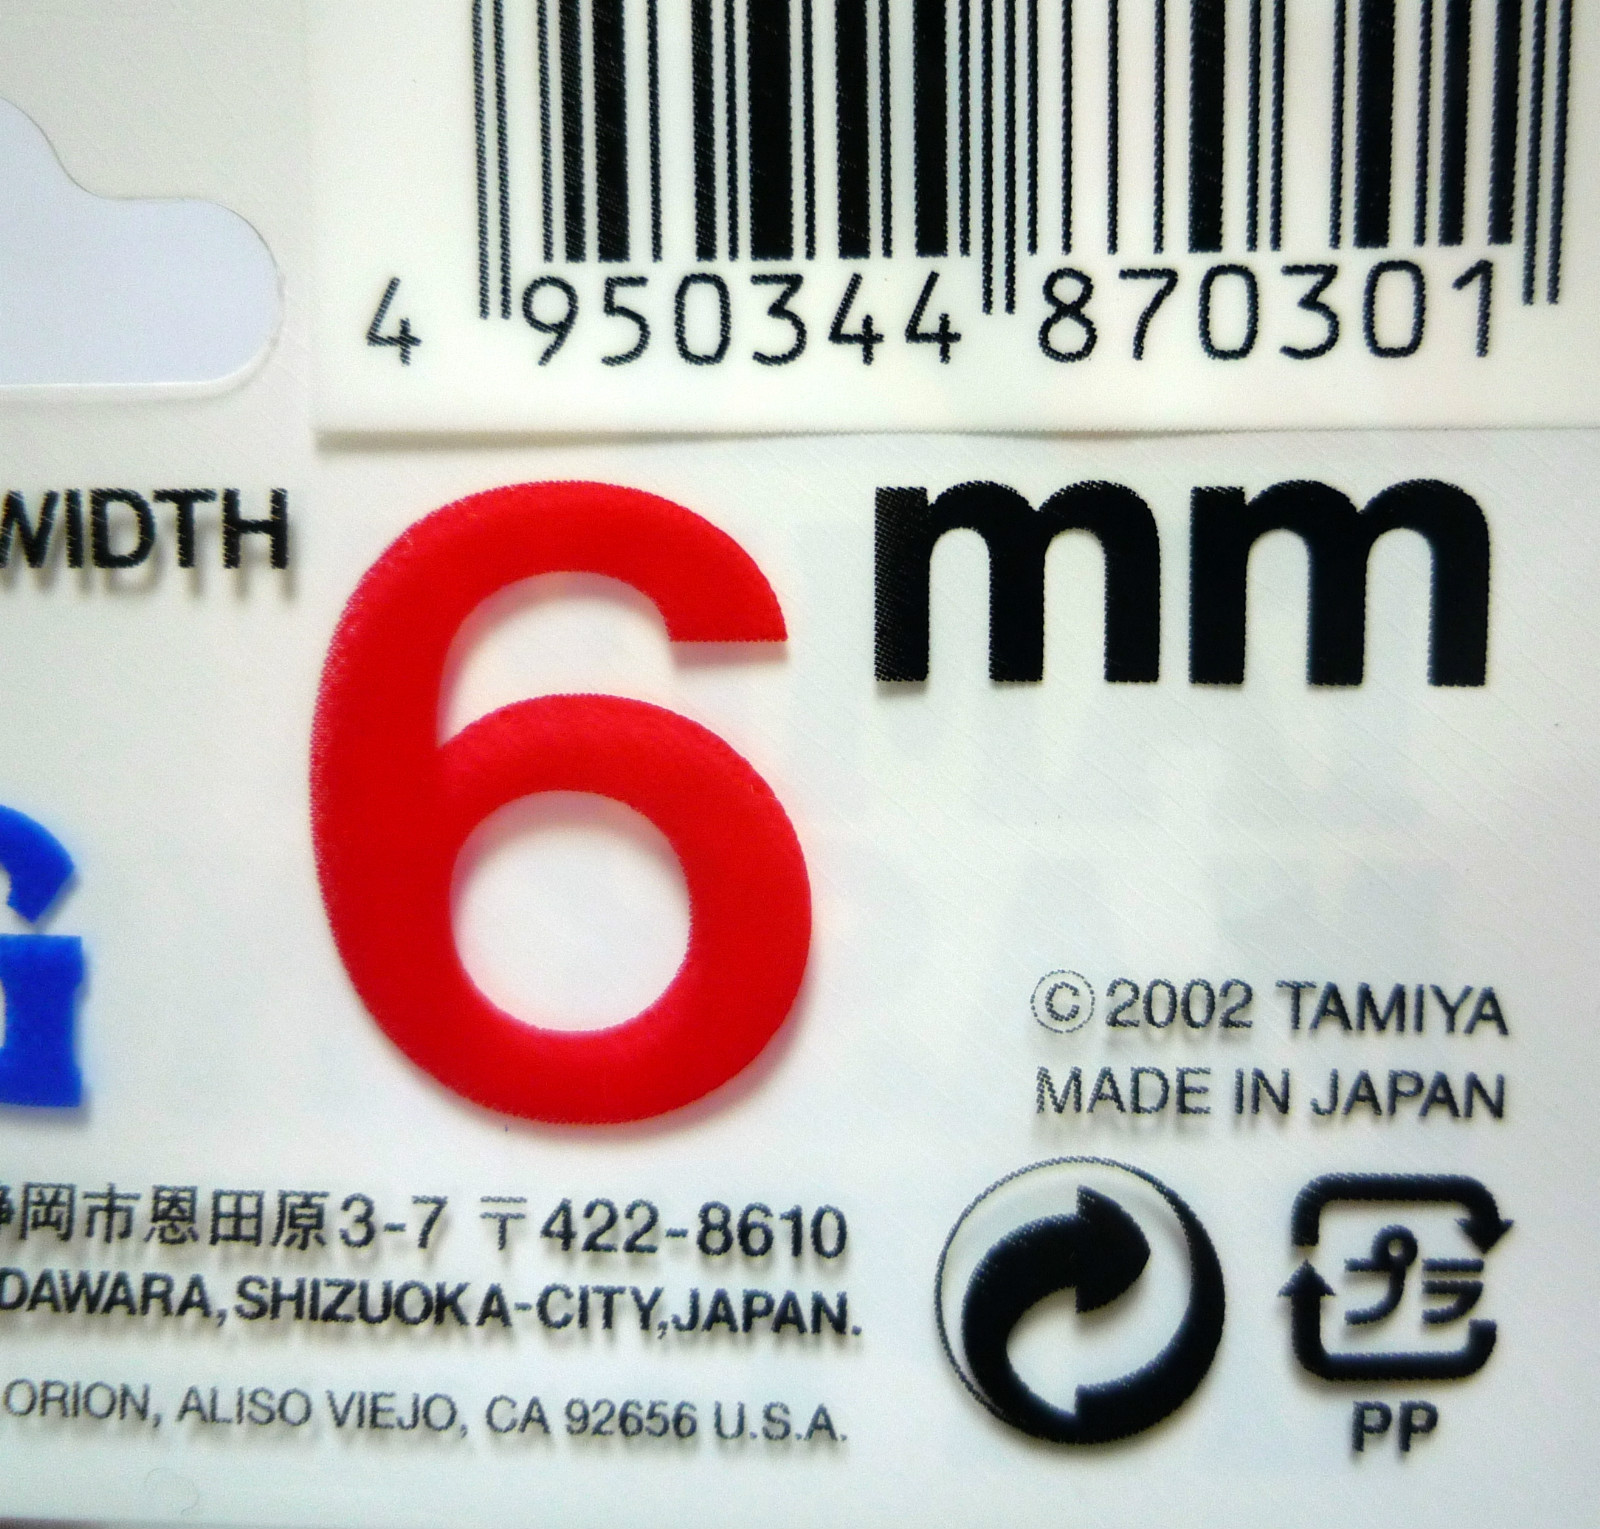 4 950344 870301
WIDTH 6 mm
©2002 TAMIYA
MADE IN JAPAN
静岡市恩田原3-7 〒422-8610
DAWARA,SHIZUOKA-CITY,JAPAN.
ORION, ALISO VIEJO, CA 92656 U.S.A.
プラ
PP